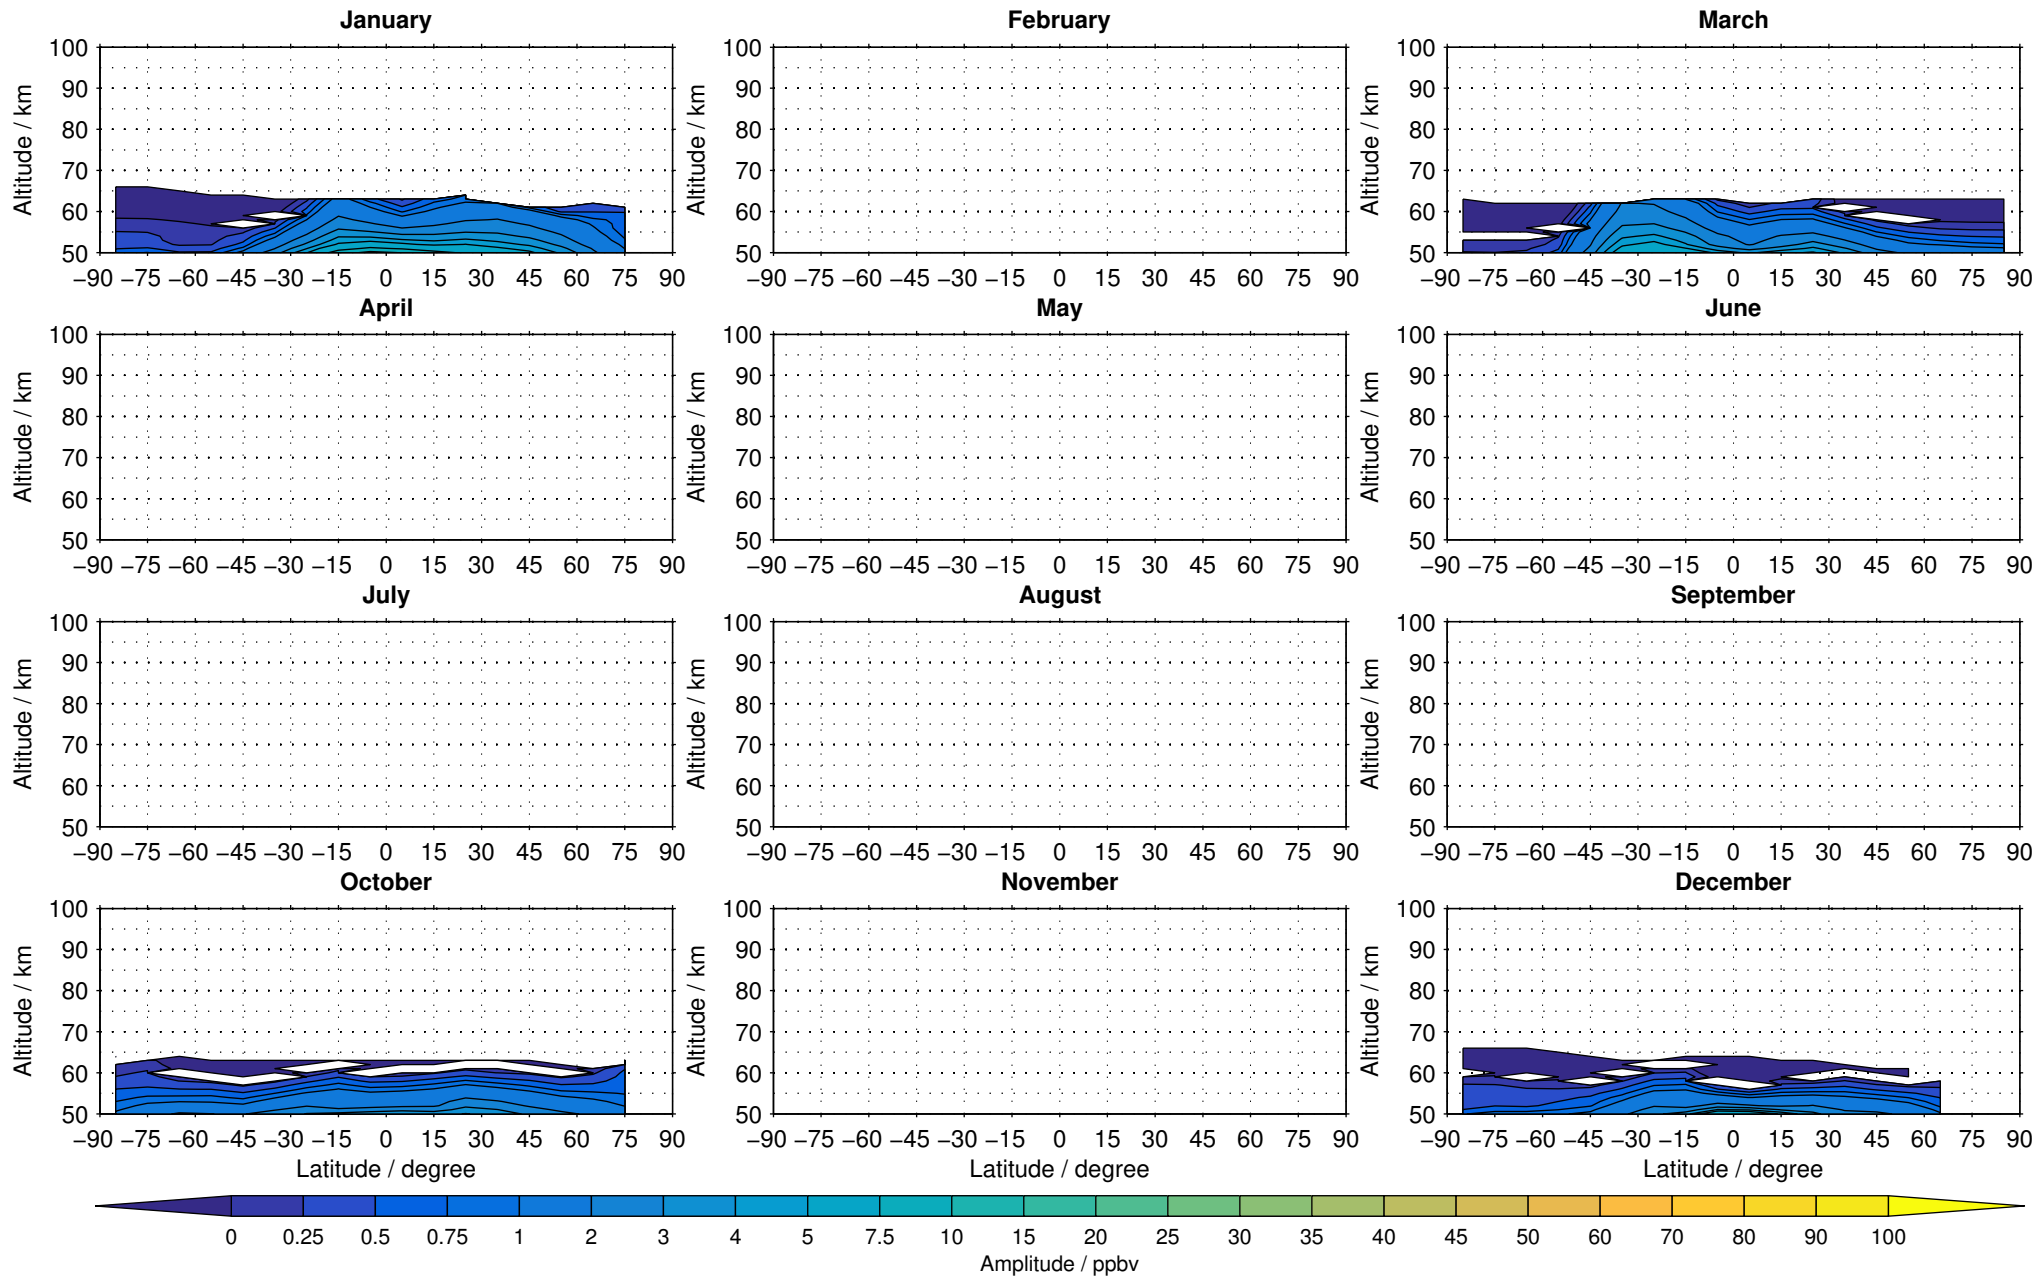 January February March
100 100 100
90 90 90
80 80 80
70 70 70
60 60 60
50 50 50
Altitude / km Altitude / km Altitude / km
−90 −75 −60 −45 −30 −15 0 15 30 45 60 75 90 −90 −75 −60 −45 −30 −15 0 15 30 45 60 75 90 −90 −75 −60 −45 −30 −15 0 15 30 45 60 75 90
April May June
100 100 100
90 90 90
80 80 80
70 70 70
60 60 60
50 50 50
Altitude / km Altitude / km Altitude / km
−90 −75 −60 −45 −30 −15 0 15 30 45 60 75 90 −90 −75 −60 −45 −30 −15 0 15 30 45 60 75 90 −90 −75 −60 −45 −30 −15 0 15 30 45 60 75 90
July August September
100 100 100
90 90 90
80 80 80
70 70 70
60 60 60
50 50 50
Altitude / km Altitude / km Altitude / km
−90 −75 −60 −45 −30 −15 0 15 30 45 60 75 90 −90 −75 −60 −45 −30 −15 0 15 30 45 60 75 90 −90 −75 −60 −45 −30 −15 0 15 30 45 60 75 90
October November December
100 100 100
90 90 90
80 80 80
70 70 70
60 60 60
50 50 50
Altitude / km Altitude / km Altitude / km
−90 −75 −60 −45 −30 −15 0 15 30 45 60 75 90 −90 −75 −60 −45 −30 −15 0 15 30 45 60 75 90 −90 −75 −60 −45 −30 −15 0 15 30 45 60 75 90
Latitude / degree Latitude / degree Latitude / degree
0 0.25 0.5 0.75 1 2 3 4 5 7.5 10 15 20 25 30 35 40 45 50 60 70 80 90 100
Amplitude / ppbv